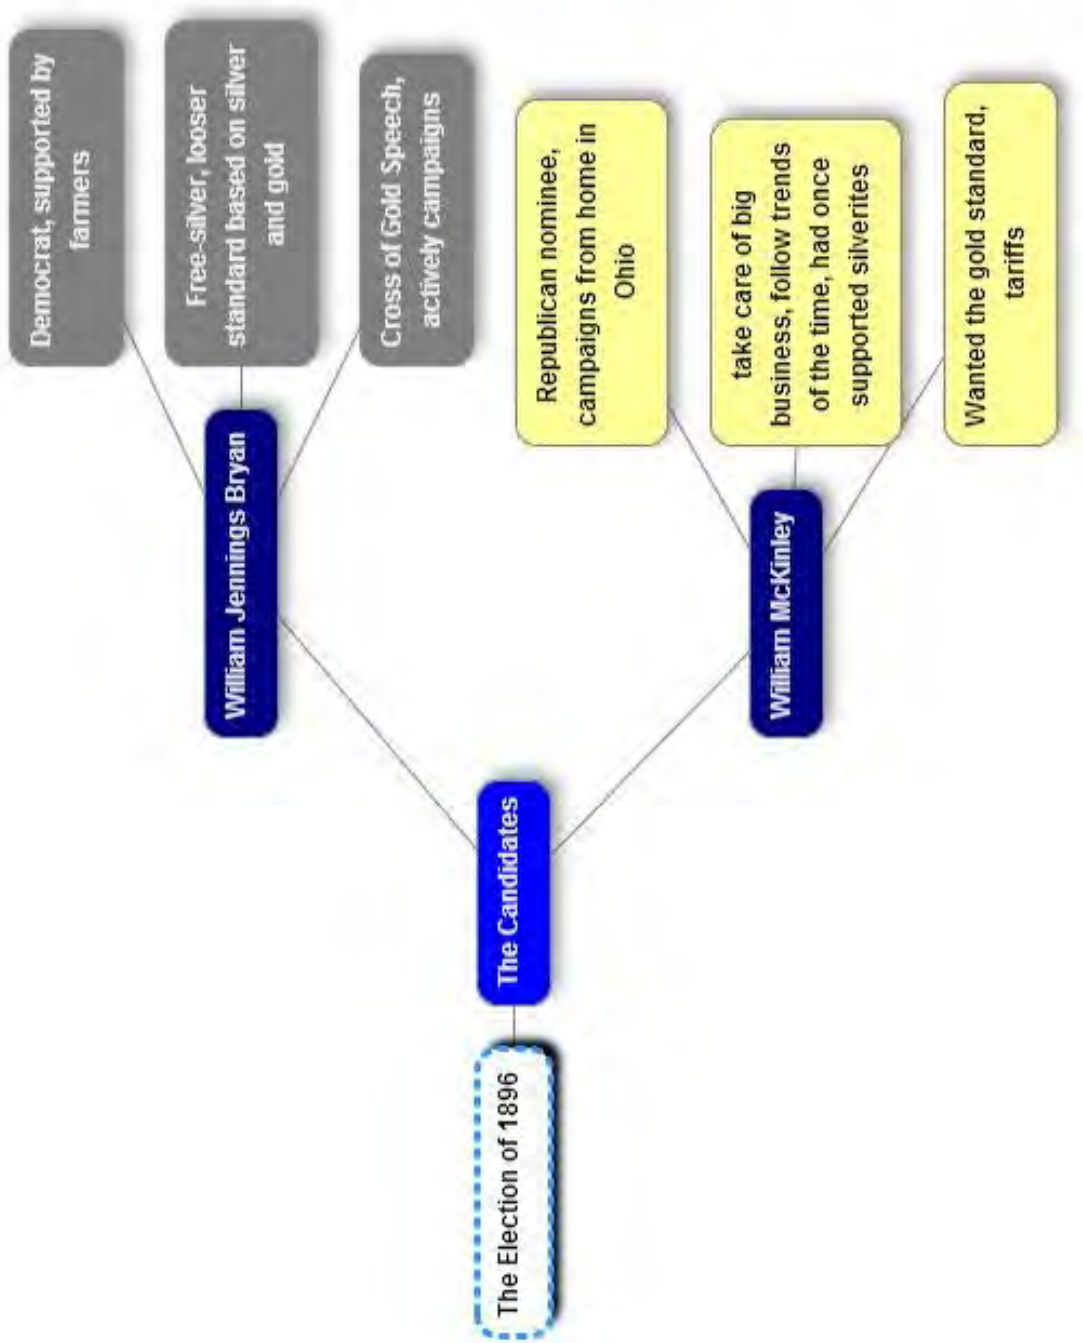 The Election of 1896
The Candidates
William Jennings Bryan
Democrat, supported by
farmers
Free-silver, looser
standard based on silver
and gold
Cross of Gold Speech,
actively campaigns
William McKinley
Republican nominee,
campaigns from home in
Ohio
take care of big
business, follow trends
of the time, had once
supported silverites
Wanted the gold standard,
tariffs